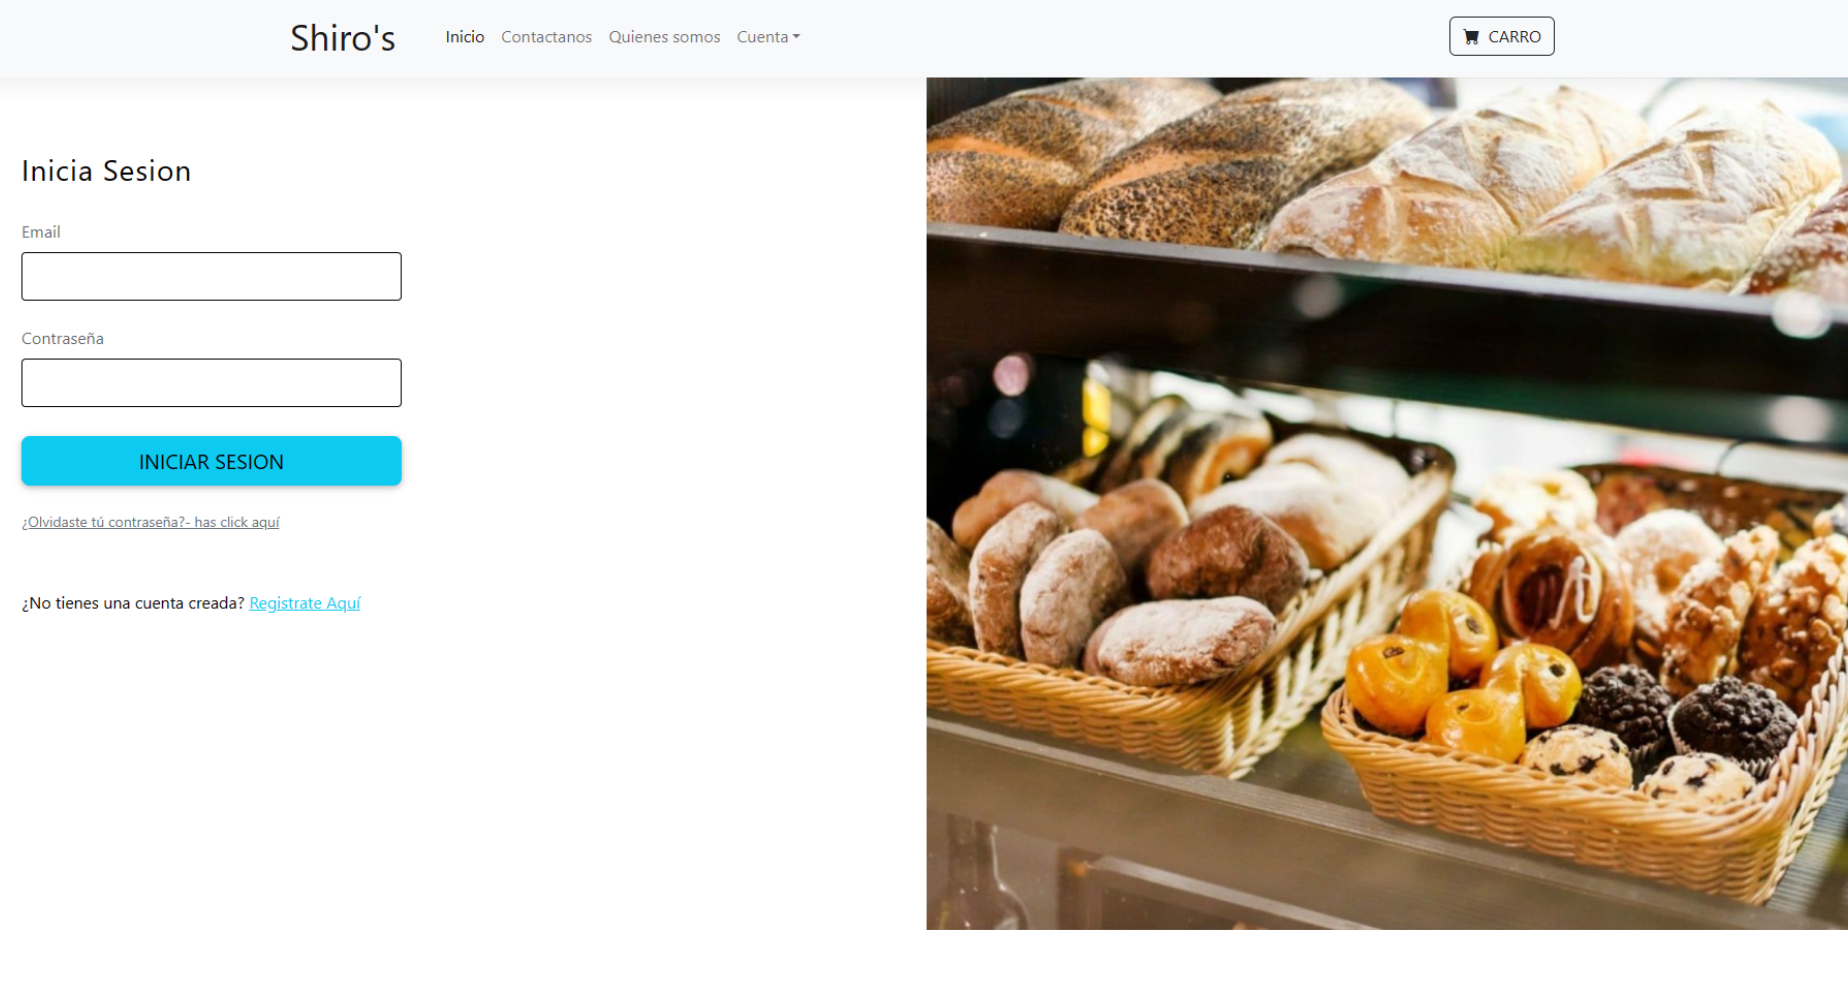 Shiro's
Inicio Contactanos Quienes somos Cuenta
CARRO
Inicia Sesion
Email
Contraseña
INICIAR SESION
¿Olvidaste tú contraseña?- has click aquí
¿No tienes una cuenta creada? Registrate Aquí